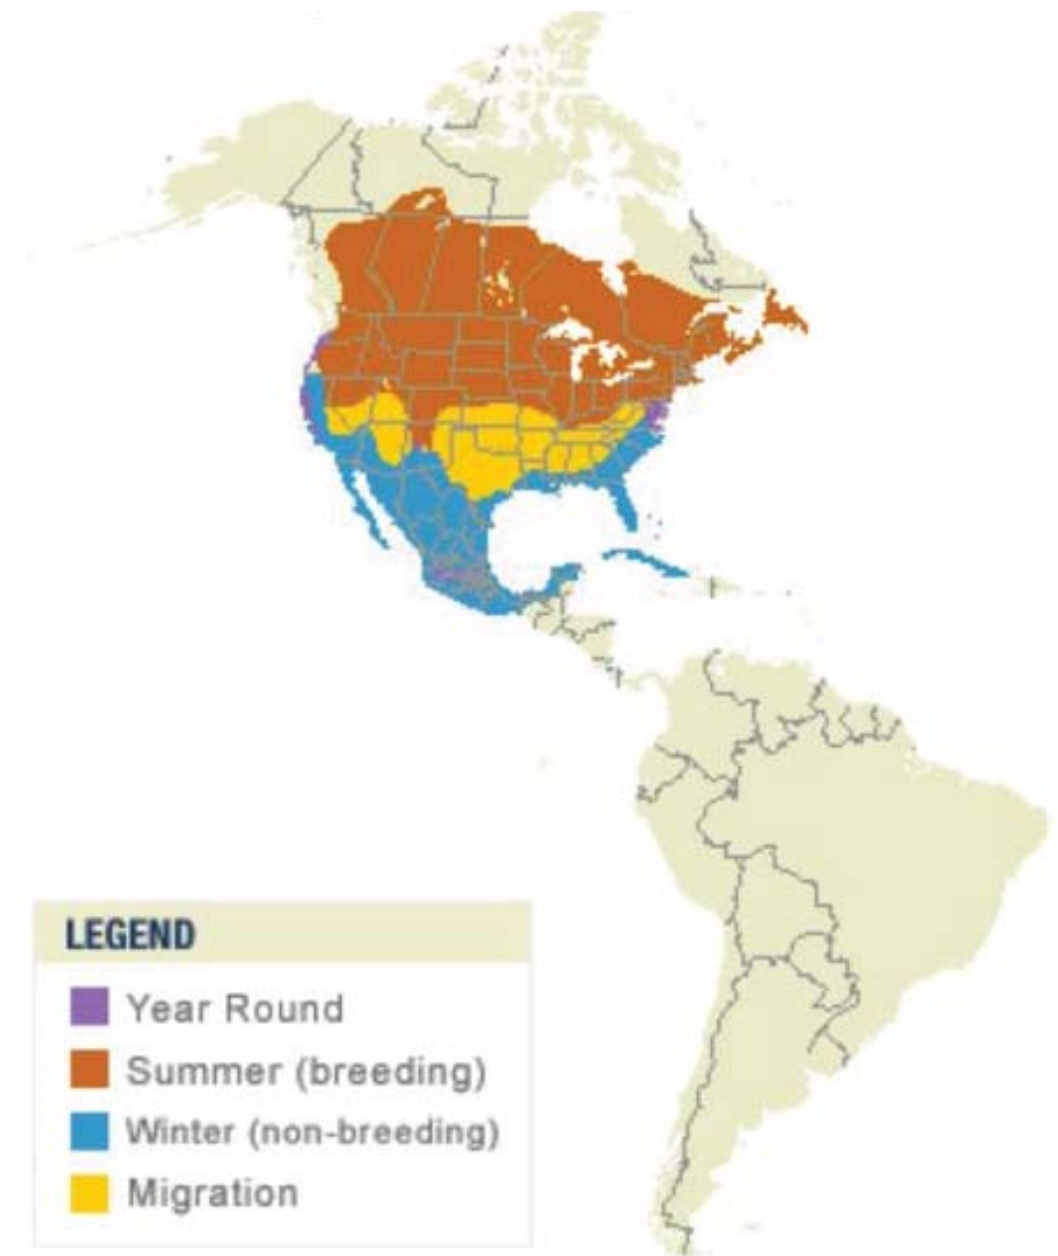 LEGEND
Year Round
Summer (breeding)
Winter (non-breeding)
Migration